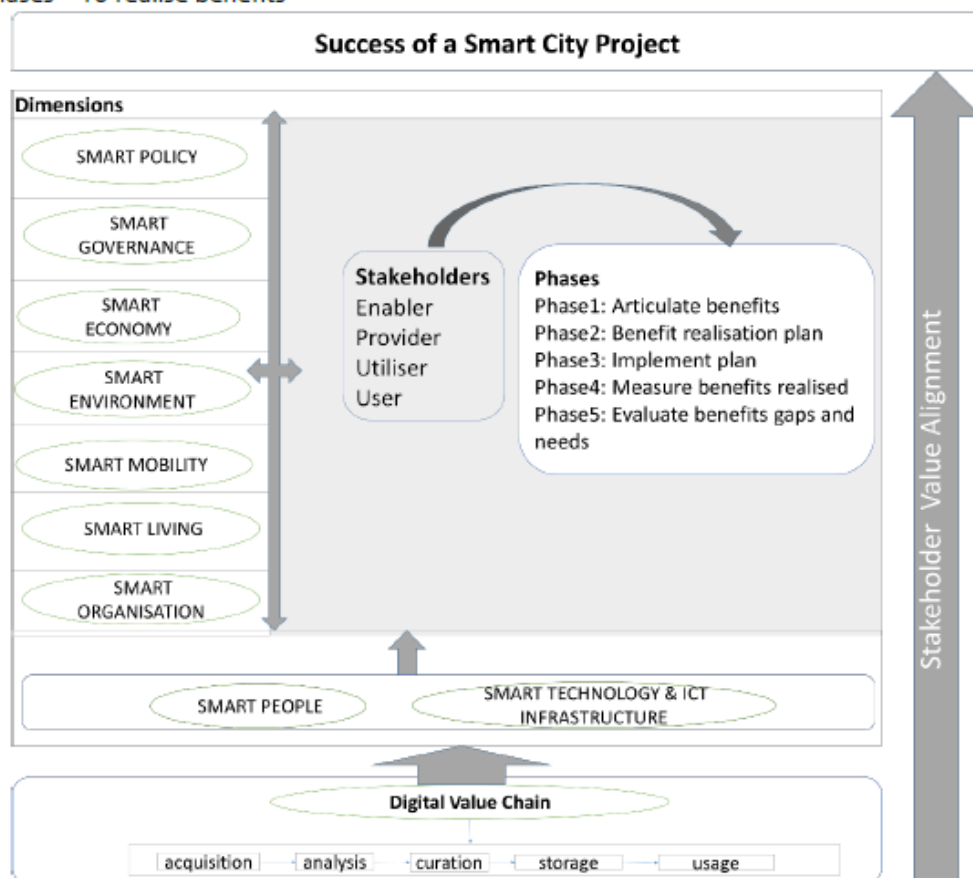 To realise benefits
Success of a Smart City Project
Dimensions
SMART POLICY
SMART
GOVERNANCE
SMART
ECONOMY
SMART
ENVIRONMENT
SMART MOBILITY
SMART LIVING
SMART
ORGANISATION
Stakeholders
Enabler
Provider
Utiliser
User
Phases
Phase1: Articulate benefits
Phase2: Benefit realisation plan
Phase3: Implement plan
Phase4: Measure benefits realised
Phase5: Evaluate benefits gaps and
needs
Stakeholder Value Alignment
SMART PEOPLE
SMART TECHNOLOGY & ICT
INFRASTRUCTURE
Digital Value Chain
acquisition
analysis
curation
storage
usage